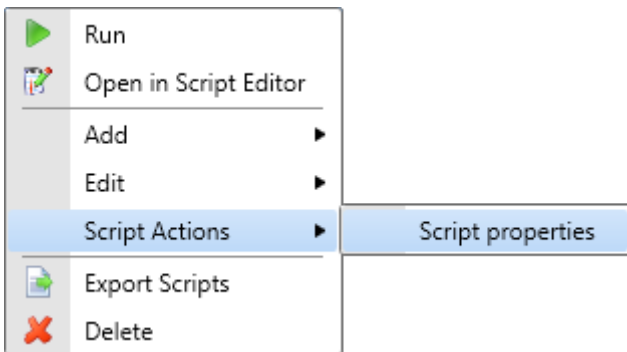 Run
Open in Script Editor
Add
Edit
Script Actions
Script properties
Export Scripts
Delete